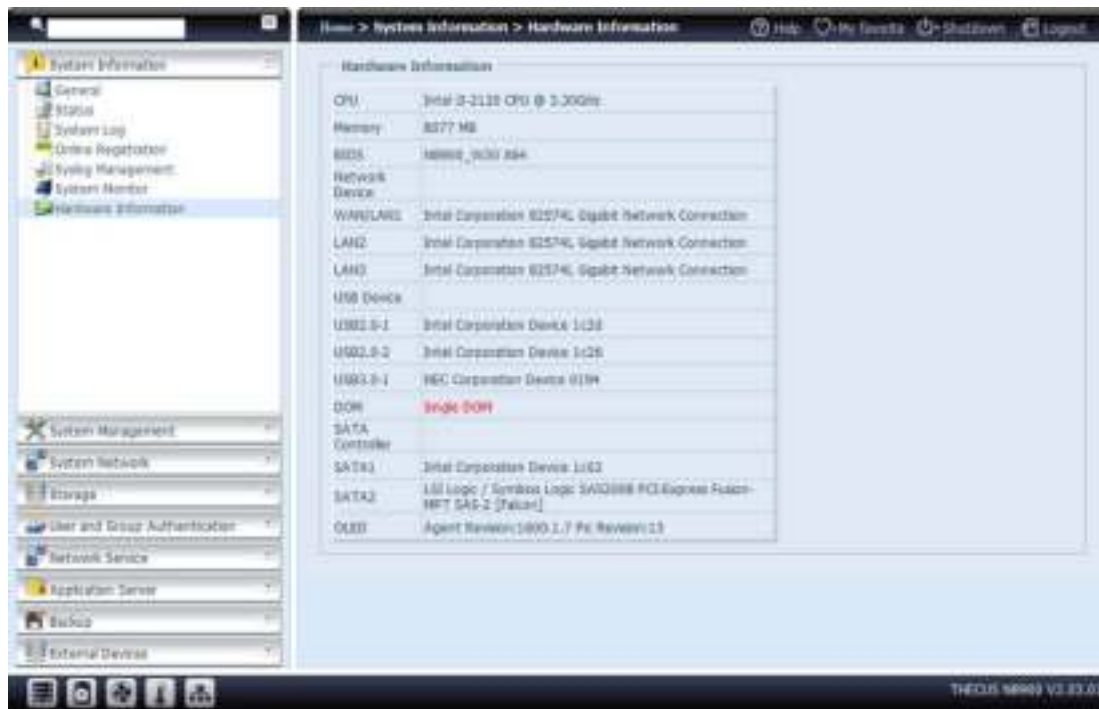 Home > System Information > Hardware Information
Help
My favorite
Shutdown
Logout
System Information
General
Status
System Log
Online Registration
Syslog Management
System Monitor
Hardware Information
System Management
System Network
Storage
User and Group Authentication
Network Service
Application Server
Backup
External Devices
Hardware Information
CPU Intel CPU @ 3.30GHz
Memory 8077 MB
BIOS
Network Device
WAN/LAN1 Intel Corporation 82574L Gigabit Network Connection
LAN2 Intel Corporation 82574L Gigabit Network Connection
LAN3 Intel Corporation 82574L Gigabit Network Connection
USB Device
USB2.0-1 Intel Corporation Device
USB2.0-2 Intel Corporation Device 1c26
USB3.0-1 NEC Corporation Device 0194
DOM Single DOM
SATA Controller
SATA1 Intel Corporation Device
SATA2 LSI Logic / Symbios Logic PCI-Express Fusion-MPT SAS-2 [Falcon]
OLED Agent Revision Pic Revision:13
THECUS